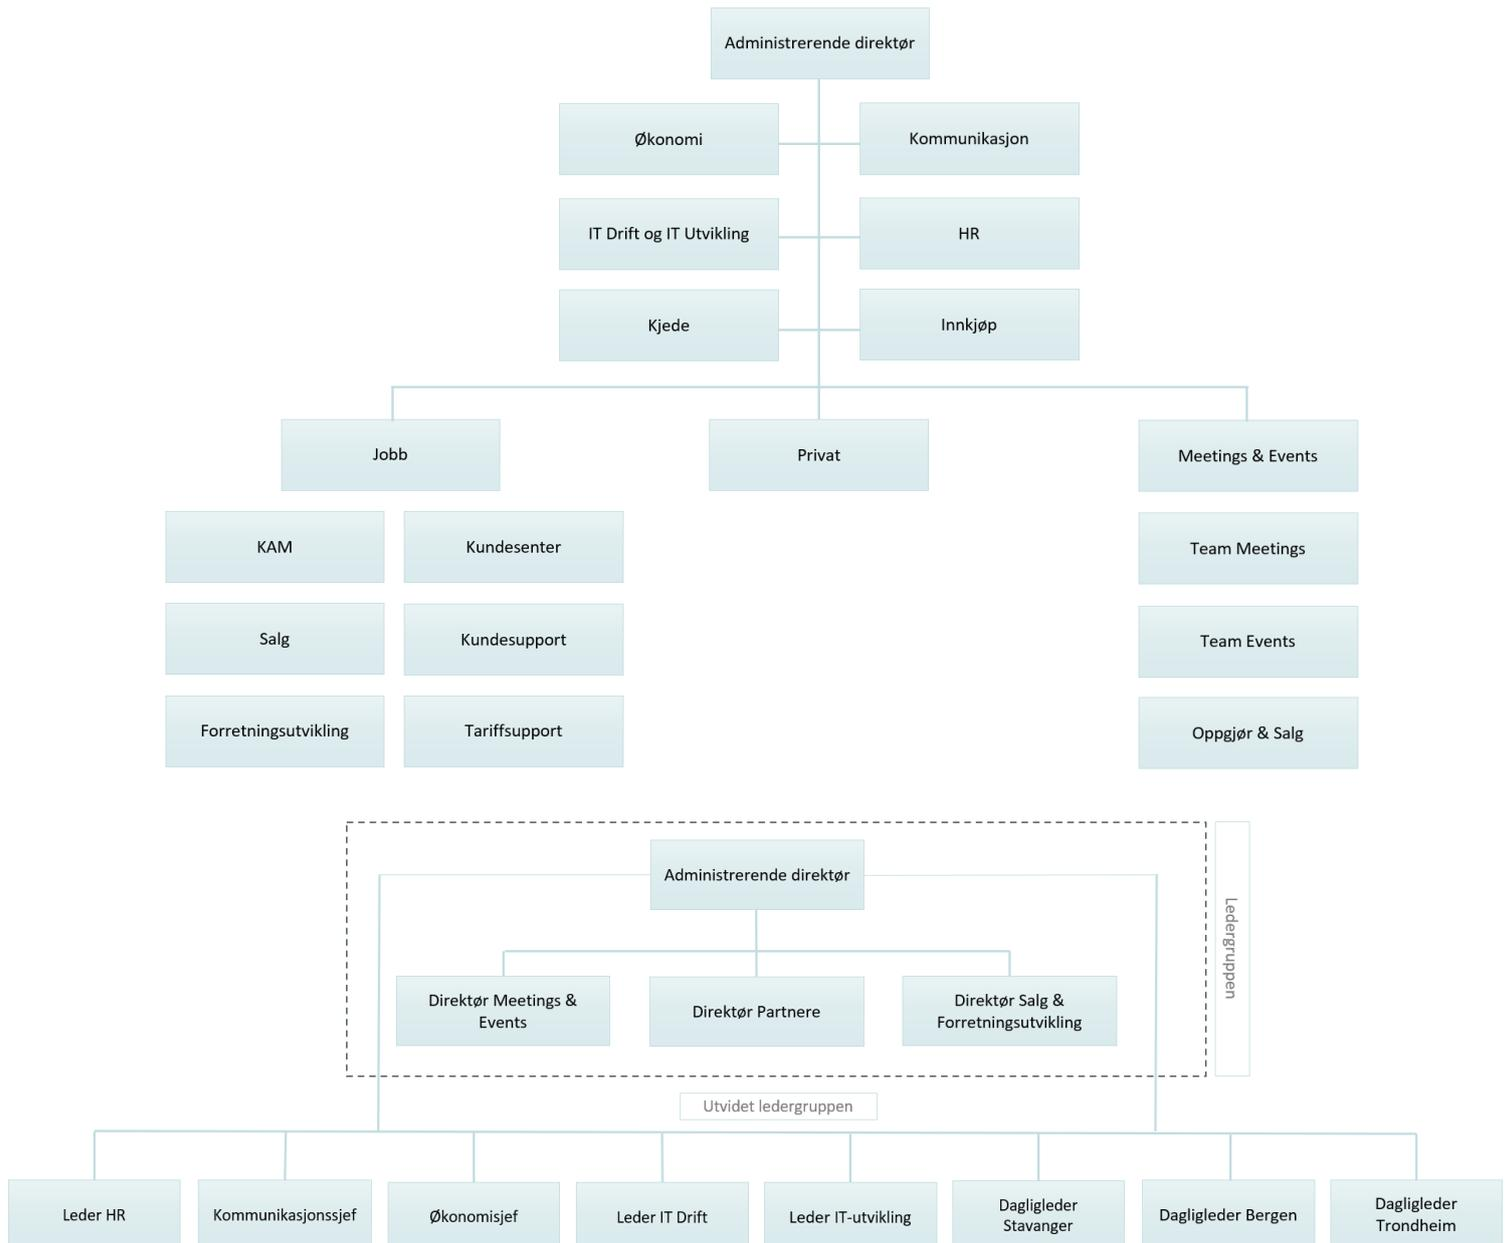 Administrerende direktør
Økonomi
Kommunikasjon
IT Drift og IT Utvikling
HR
Kjede
Innkjøp
Jobb
Privat
Meetings & Events
KAM
Kundesenter
Team Meetings
Salg
Kundesupport
Team Events
Forretningsutvikling
Tariffsupport
Oppgjør & Salg
Administrerende direktør
Ledergruppen
Direktør Meetings &
Events
Direktør Partnere
Direktør Salg &
Forretningsutvikling
Utvidet ledergruppen
Leder HR
Kommunikasjonssjef
Økonomisjef
Leder IT Drift
Leder IT-utvikling
Dagligleder
Stavanger
Dagligleder Bergen
Dagligleder
Trondheim